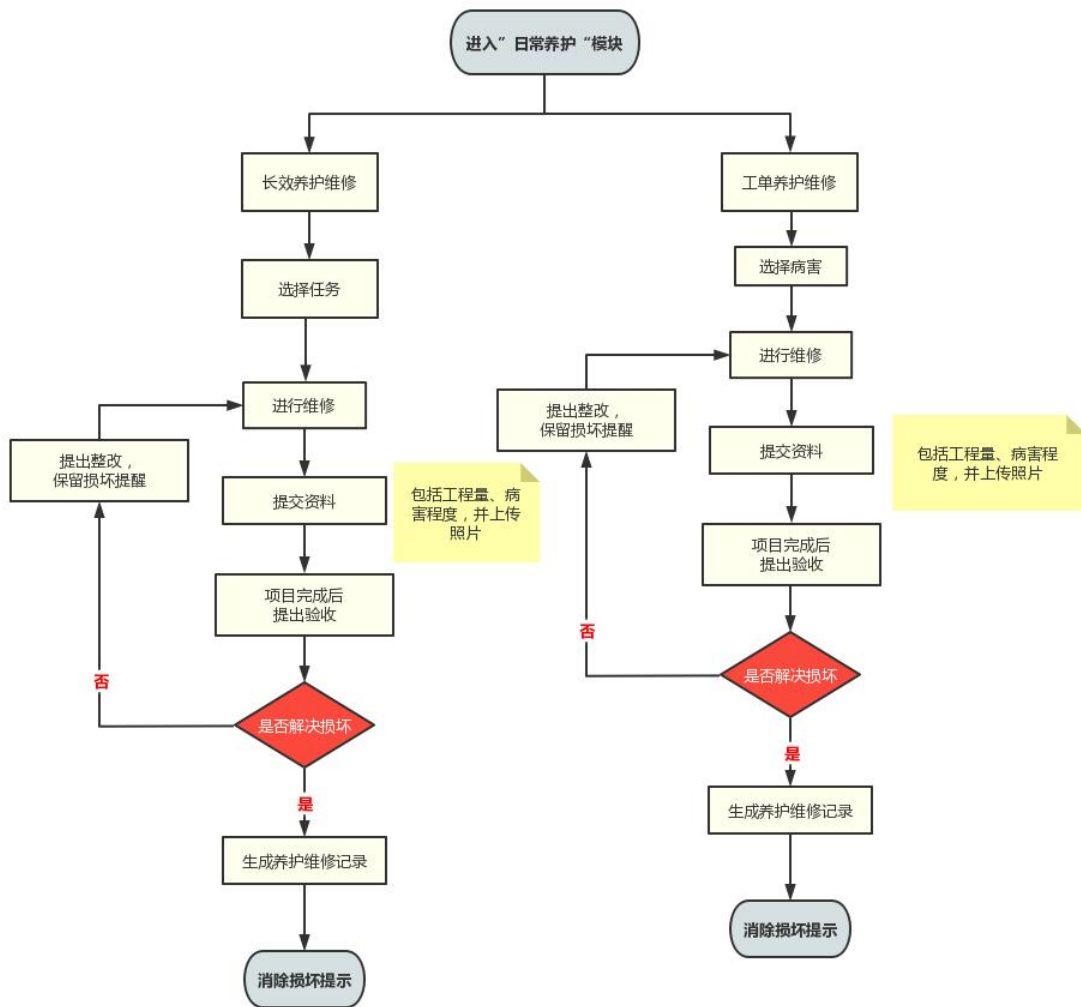 进入”日常养护“模块
长效养护维修
选择任务
进行维修
提出整改，
保留损坏提醒
提交资料
包括工程量、病
害程度，并上传
照片
项目完成后
提出验收
否
是否解决损坏
是
生成养护维修记录
消除损坏提示
工单养护维修
选择病害
进行维修
提出整改，
保留损坏提醒
提交资料
包括工程量、病害程
度，并上传照片
项目完成后
提出验收
否
是否解决损坏
是
生成养护维修记录
消除损坏提示